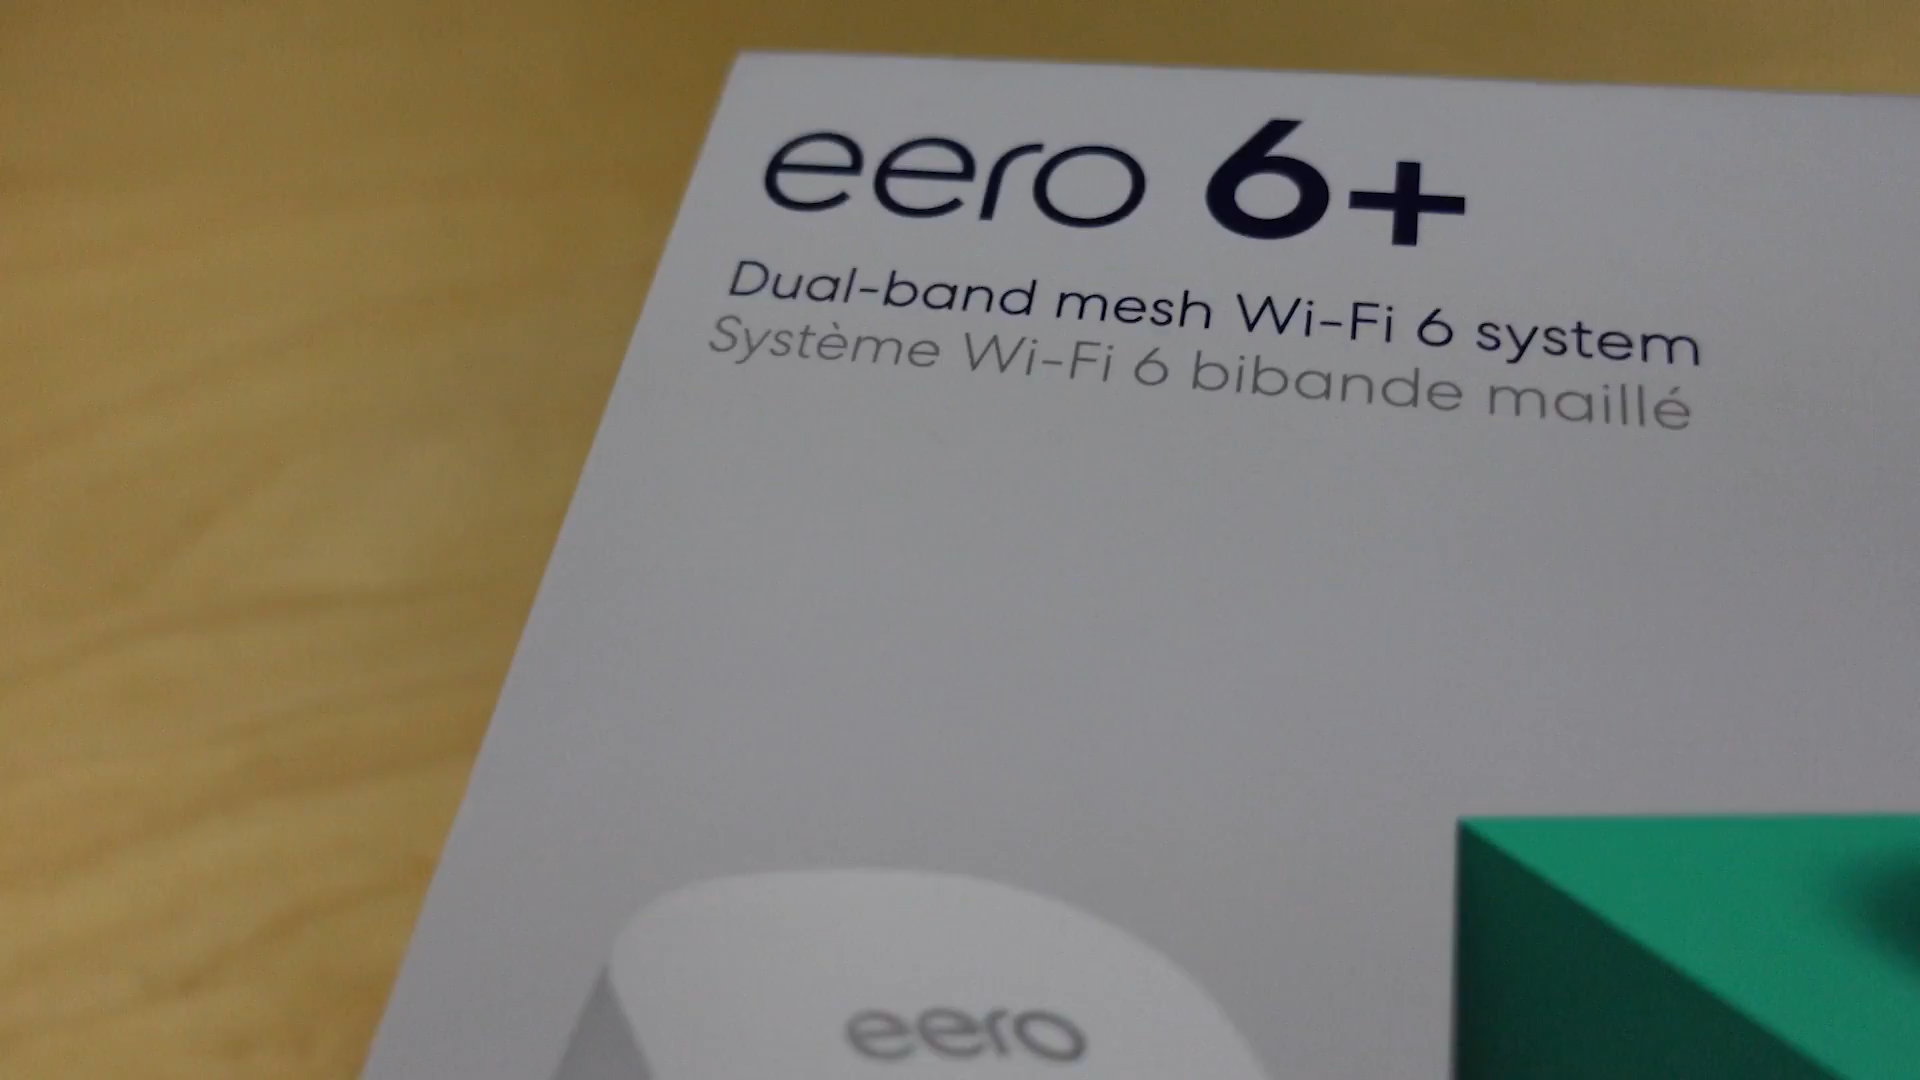 eero 6+
Dual-band mesh Wi-Fi 6 system
Système Wi-Fi 6 bibande maillé
eero